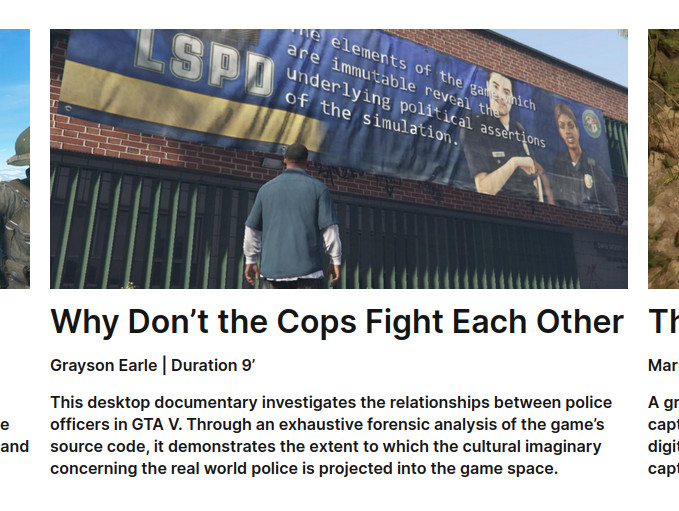 LSPD
The elements of the game which
are immutable reveal the
underlying political assertions
of the simulation.
Why Don’t the Cops Fight Each Other
Grayson Earle | Duration 9’
This desktop documentary investigates the relationships between police
officers in GTA V. Through an exhaustive forensic analysis of the game’s
source code, it demonstrates the extent to which the cultural imaginary
concerning the real world police is projected into the game space.
and